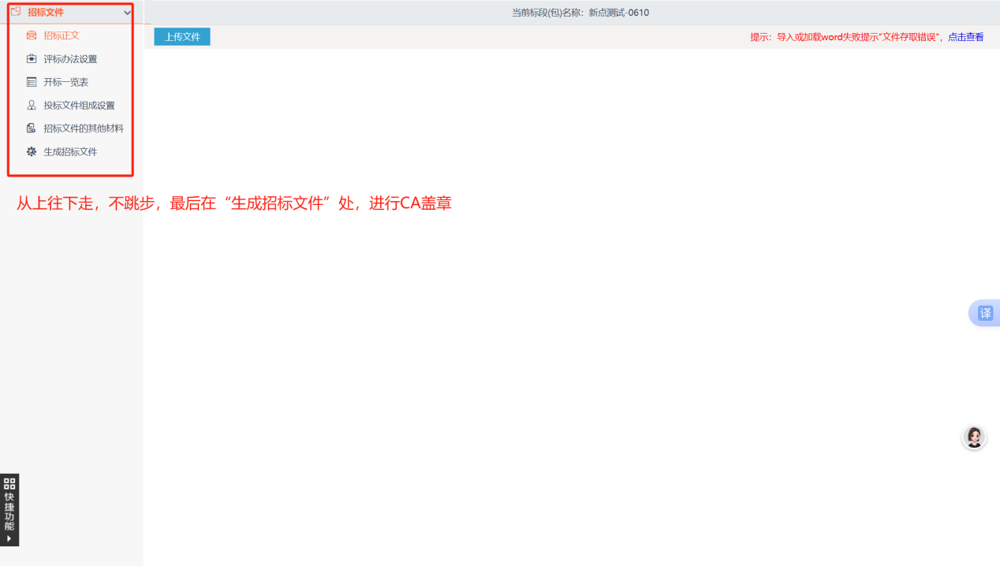 招标文件
当前标段(包)名称：新点测试-0610
招标正文
上传文件
提示：导入或加载word失败提示"文件存取错误"，点击查看
评标办法设置
开标一览表
投标文件组成设置
招标文件的其他材料
生成招标文件
从上往下走，不跳步，最后在“生成招标文件”处，进行CA盖章
译
快捷功能